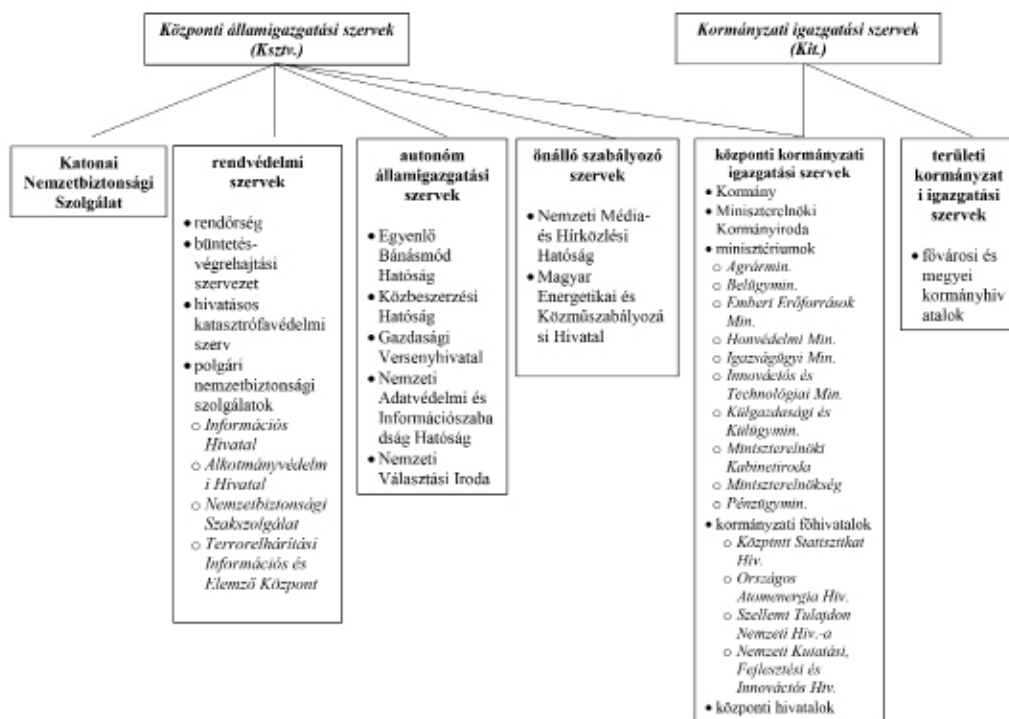 Központi államigazgatási szervek
(Ksztv.)
Kormányzati igazgatási szervek
(Kit.)
Katonai
Nemzetbiztonsági
Szolgálat
rendvédelmi
szervek
• rendőrség
• büntetés-
végrehajtási
szervezet
• hivatásos
katasztrófavédelmi
szerv
• polgári
nemzetbiztonsági
szolgálatok
o Információs
Hivatal
o Alkotmányvédelm
i Hivatal
o Nemzetbiztonsági
Szakszolgálat
o Terrorelhárítási
Információs és
Elemző Központ
autonóm
államigazgatási
szervek
• Egyenlő
Bánásmód
Hatóság
• Közbeszerzési
Hatóság
• Gazdasági
Versenyhivatal
• Nemzeti
Adatvédelmi és
Információszaba
dság Hatóság
• Nemzeti
Választási Iroda
önálló szabályozó
szervek
• Nemzeti Média-
és Hírközlési
Hatóság
• Magyar
Energetikai és
Közműszabályozá
si Hivatal
központi kormányzati
igazgatási szervek
• Kormány
• Miniszterelnöki
Kormányiroda
• minisztériumok
o Agrármin.
o Belügymin.
o Emberi Erőforrások
Min.
o Honvédelmi Min.
o Igazságügyi Min.
o Innovációs és
Technológiai Min.
o Külgazdasági és
Külügymin.
o Miniszterelnöki
Kabinetiroda
o Miniszterelnökség
o Pénzügymin.
• kormányzati főhivatalok
o Közptnti Statisztikat
Hiv.
o Országos
Atomenergia Hiv.
o Szellemi Tulajdon
Nemzeti Hiv.-a
o Nemzeti Kutatási,
Fejlesztési és
Innovációs Hiv.
• központi hivatalok
területi
kormányzat
i igazgatási
szervek
• fővárosi és
megyei
kormányhiv
atalok